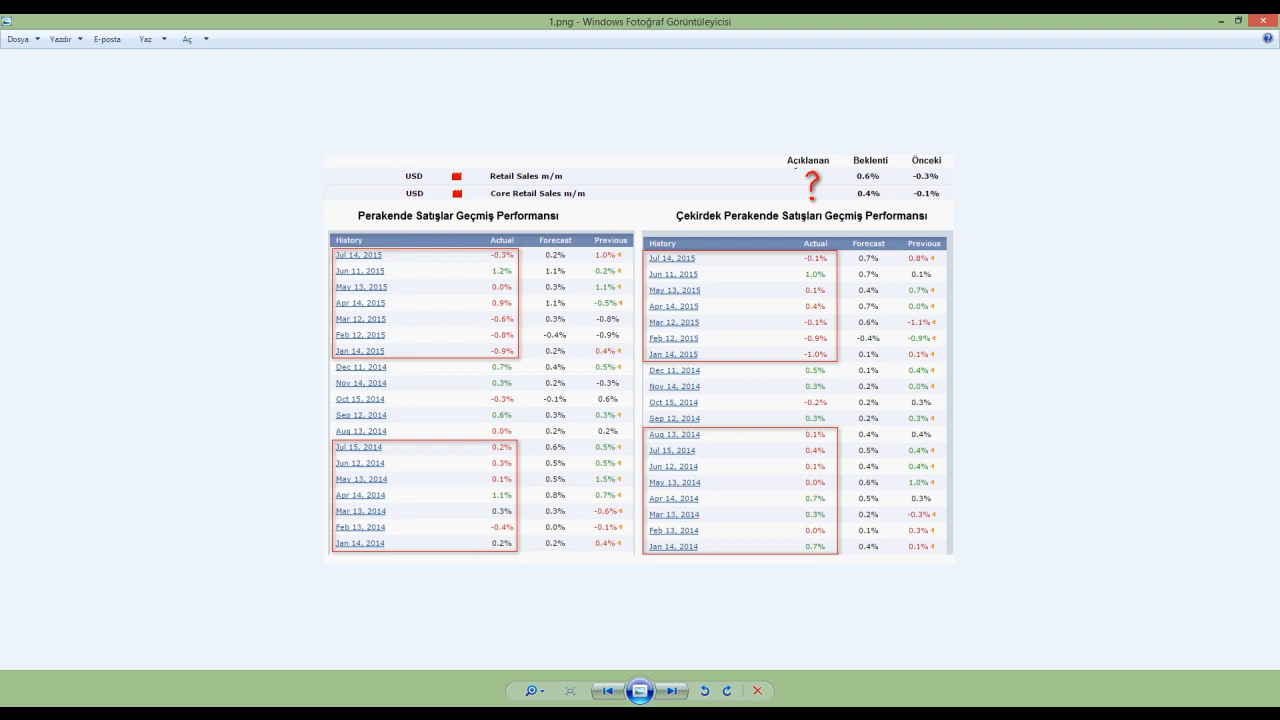 1.png - Windows Fotoğraf Görüntüleyicisi
Dosya Yazdır E-posta Yaz Aç
Açıklanan Beklenti Önceki
USD Retail Sales m/m 0.6% -0.3%
?
USD Core Retail Sales m/m 0.4% -0.1%
Perakende Satışlar Geçmiş Performansı
History Actual Forecast Previous
Jul 14, 2015 -0.3% 0.2% 1.0%
Jun 11, 2015 1.2% 1.1% 0.2%
May 13, 2015 0.0% 0.3% 1.1%
Apr 14, 2015 0.9% 1.1% -0.5%
Mar 12, 2015 -0.6% 0.3% -0.8%
Feb 12, 2015 -0.8% -0.4% -0.9%
Jan 14, 2015 -0.9% 0.2% 0.4%
Dec 11, 2014 0.7% 0.4% 0.5%
Nov 14, 2014 0.3% 0.2% -0.3%
Oct 15, 2014 -0.3% -0.1% 0.6%
Sep 12, 2014 0.6% 0.3% 0.3%
Aug 13, 2014 0.0% 0.2% 0.2%
Jul 15, 2014 0.2% 0.6% 0.5%
Jun 12, 2014 0.3% 0.5% 0.5%
May 13, 2014 0.1% 0.5% 1.5%
Apr 14, 2014 1.1% 0.8% 0.7%
Mar 13, 2014 0.3% 0.3% -0.6%
Feb 13, 2014 -0.4% 0.0% -0.1%
Jan 14, 2014 0.2% 0.2% 0.4%
Çekirdek Perakende Satışları Geçmiş Performansı
History Actual Forecast Previous
Jul 14, 2015 -0.1% 0.7% 0.8%
Jun 11, 2015 1.0% 0.7% 0.1%
May 13, 2015 0.1% 0.4% 0.7%
Apr 14, 2015 0.4% 0.7% 0.0%
Mar 12, 2015 -0.1% 0.6% -1.1%
Feb 12, 2015 -0.9% -0.4% -0.9%
Jan 14, 2015 -1.0% 0.1% 0.1%
Dec 11, 2014 0.5% 0.1% 0.4%
Nov 14, 2014 0.3% 0.2% 0.0%
Oct 15, 2014 -0.2% 0.2% 0.3%
Sep 12, 2014 0.3% 0.2% 0.3%
Aug 13, 2014 0.1% 0.4% 0.4%
Jul 15, 2014 0.4% 0.5% 0.4%
Jun 12, 2014 0.1% 0.4% 0.4%
May 13, 2014 0.0% 0.6% 1.0%
Apr 14, 2014 0.7% 0.5% 0.3%
Mar 13, 2014 0.3% 0.2% -0.3%
Feb 13, 2014 0.0% 0.1% 0.3%
Jan 14, 2014 0.7% 0.4% 0.1%